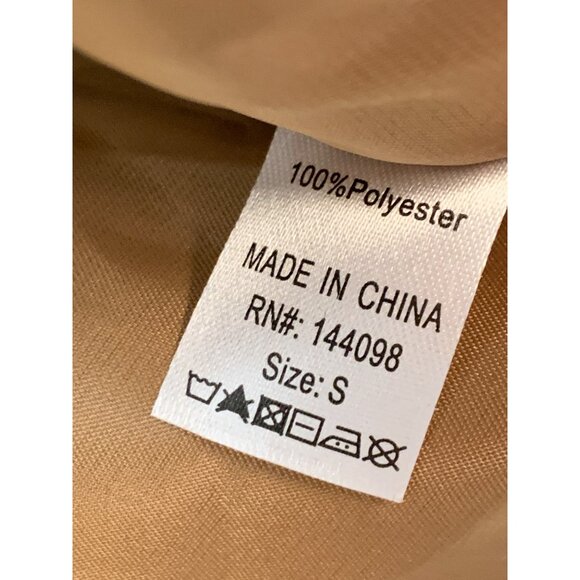 100%Polyester
MADE IN CHINA
RN#: 144098
Size: S